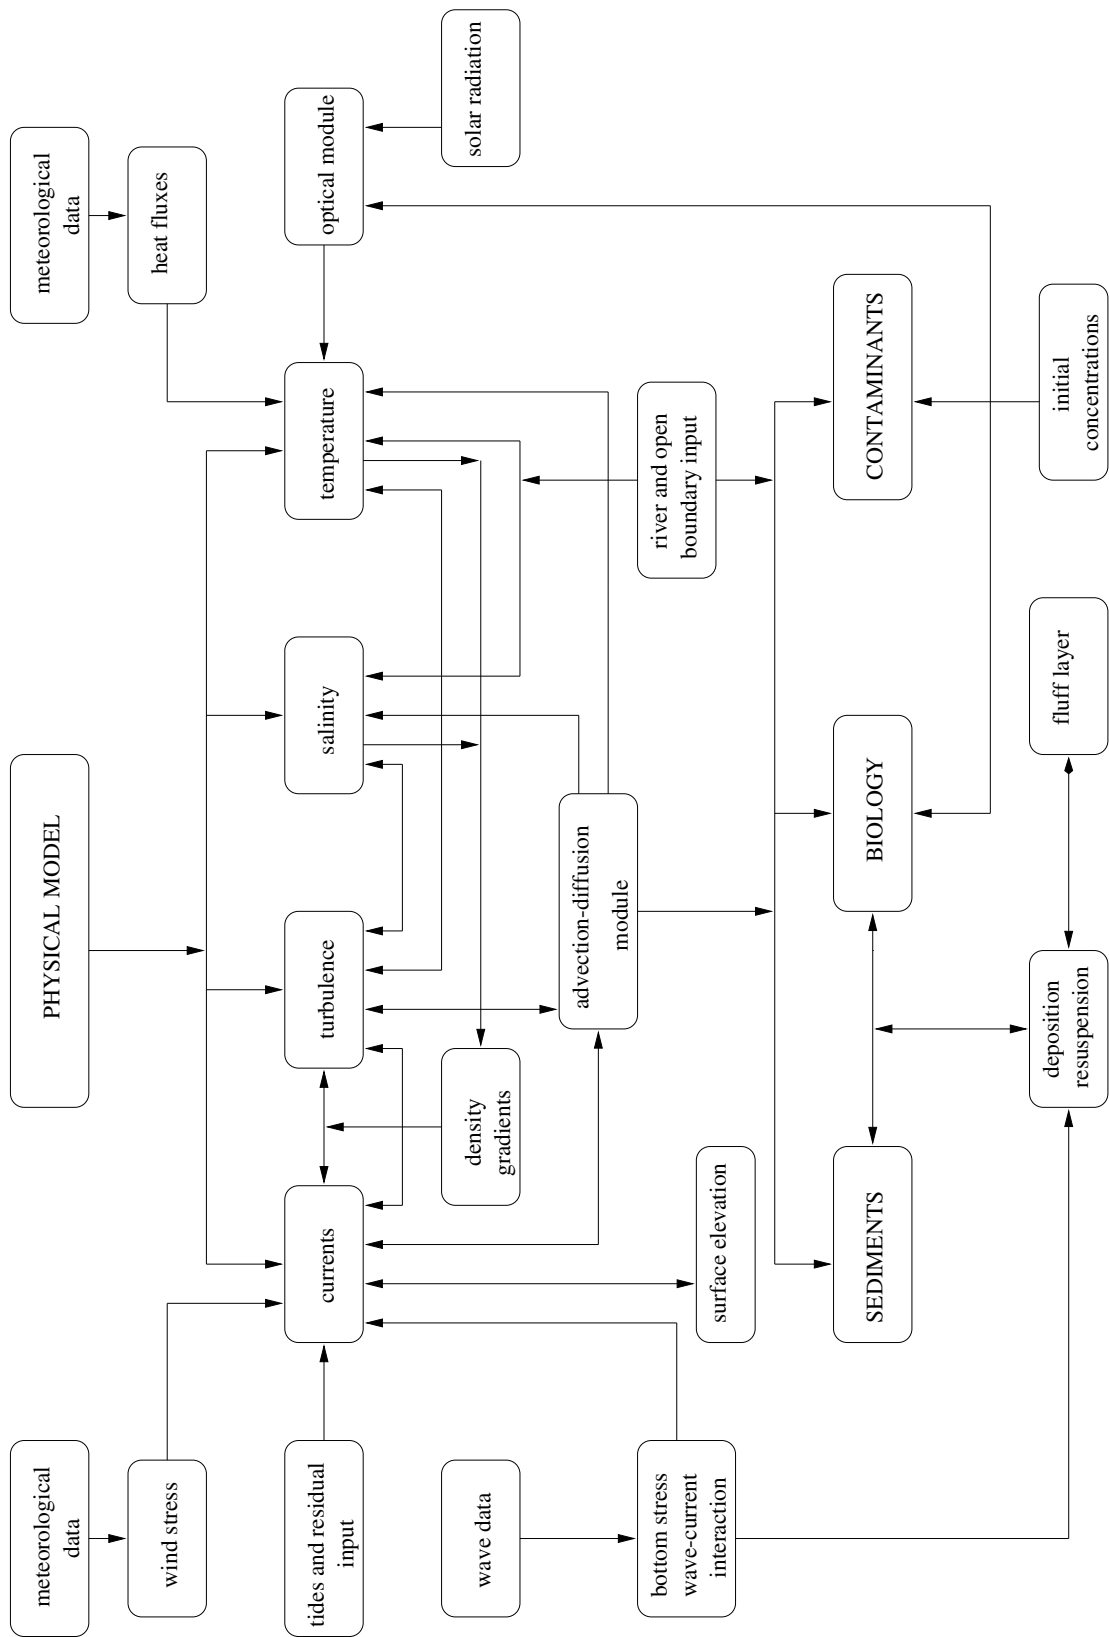 meteorological
data
PHYSICAL MODEL
meteorological
data
wind stress
heat fluxes
tides and residual
input
currents
turbulence
salinity
temperature
optical module
wave data
density
gradients
solar radiation
advection-diffusion
module
bottom stress
wave-current
interaction
river and open
boundary input
surface elevation
SEDIMENTS
BIOLOGY
CONTAMINANTS
deposition
resuspension
fluff layer
initial
concentrations